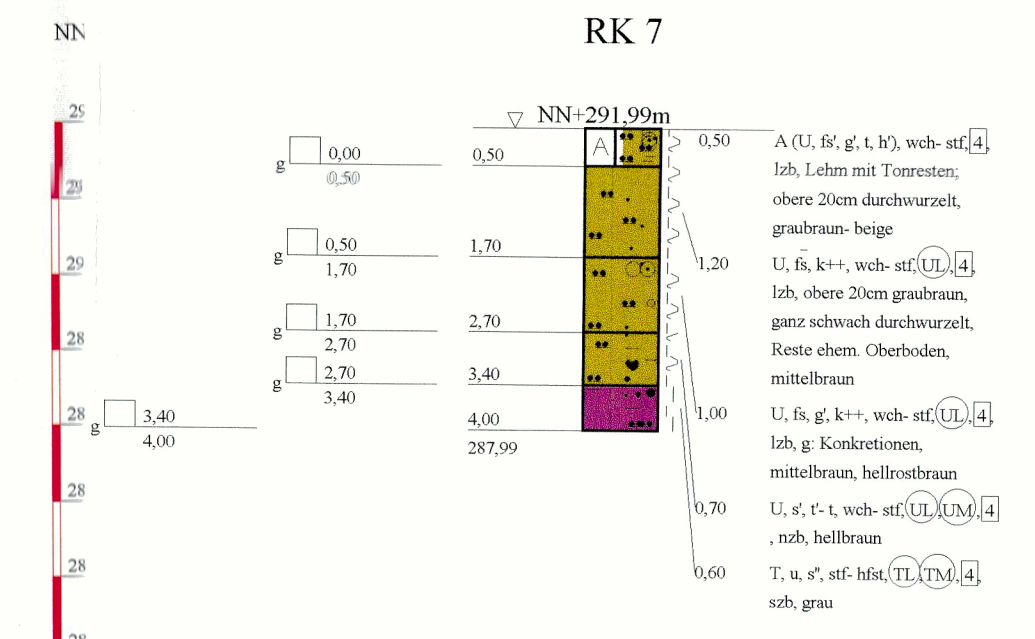 NN
RK 7
NN+291,99m
g
0,00
0,50
0,50
A
0,50
A (U, fs', g', t, h'), wch- stf, 4,
lzb, Lehm mit Tonresten;
obere 20cm durchwurzelt,
graubraun- beige
g
0,50
1,70
1,70
1,20
U, fs̄, k++, wch- stf, UL, 4,
lzb, obere 20cm graubraun,
ganz schwach durchwurzelt,
Reste ehem. Oberboden,
mittelbraun
g
1,70
2,70
2,70
g
2,70
3,40
3,40
g
3,40
4,00
4,00
287,99
1,00
U, fs, g', k++, wch- stf, UL, 4,
lzb, g: Konkretionen,
mittelbraun, hellrostbraun
0,70
U, s', t'- t, wch- stf, UL, UM, 4
, nzb, hellbraun
0,60
T, u, s", stf- hfst, TL, TM, 4,
szb, grau
29
29
28
28
28
28